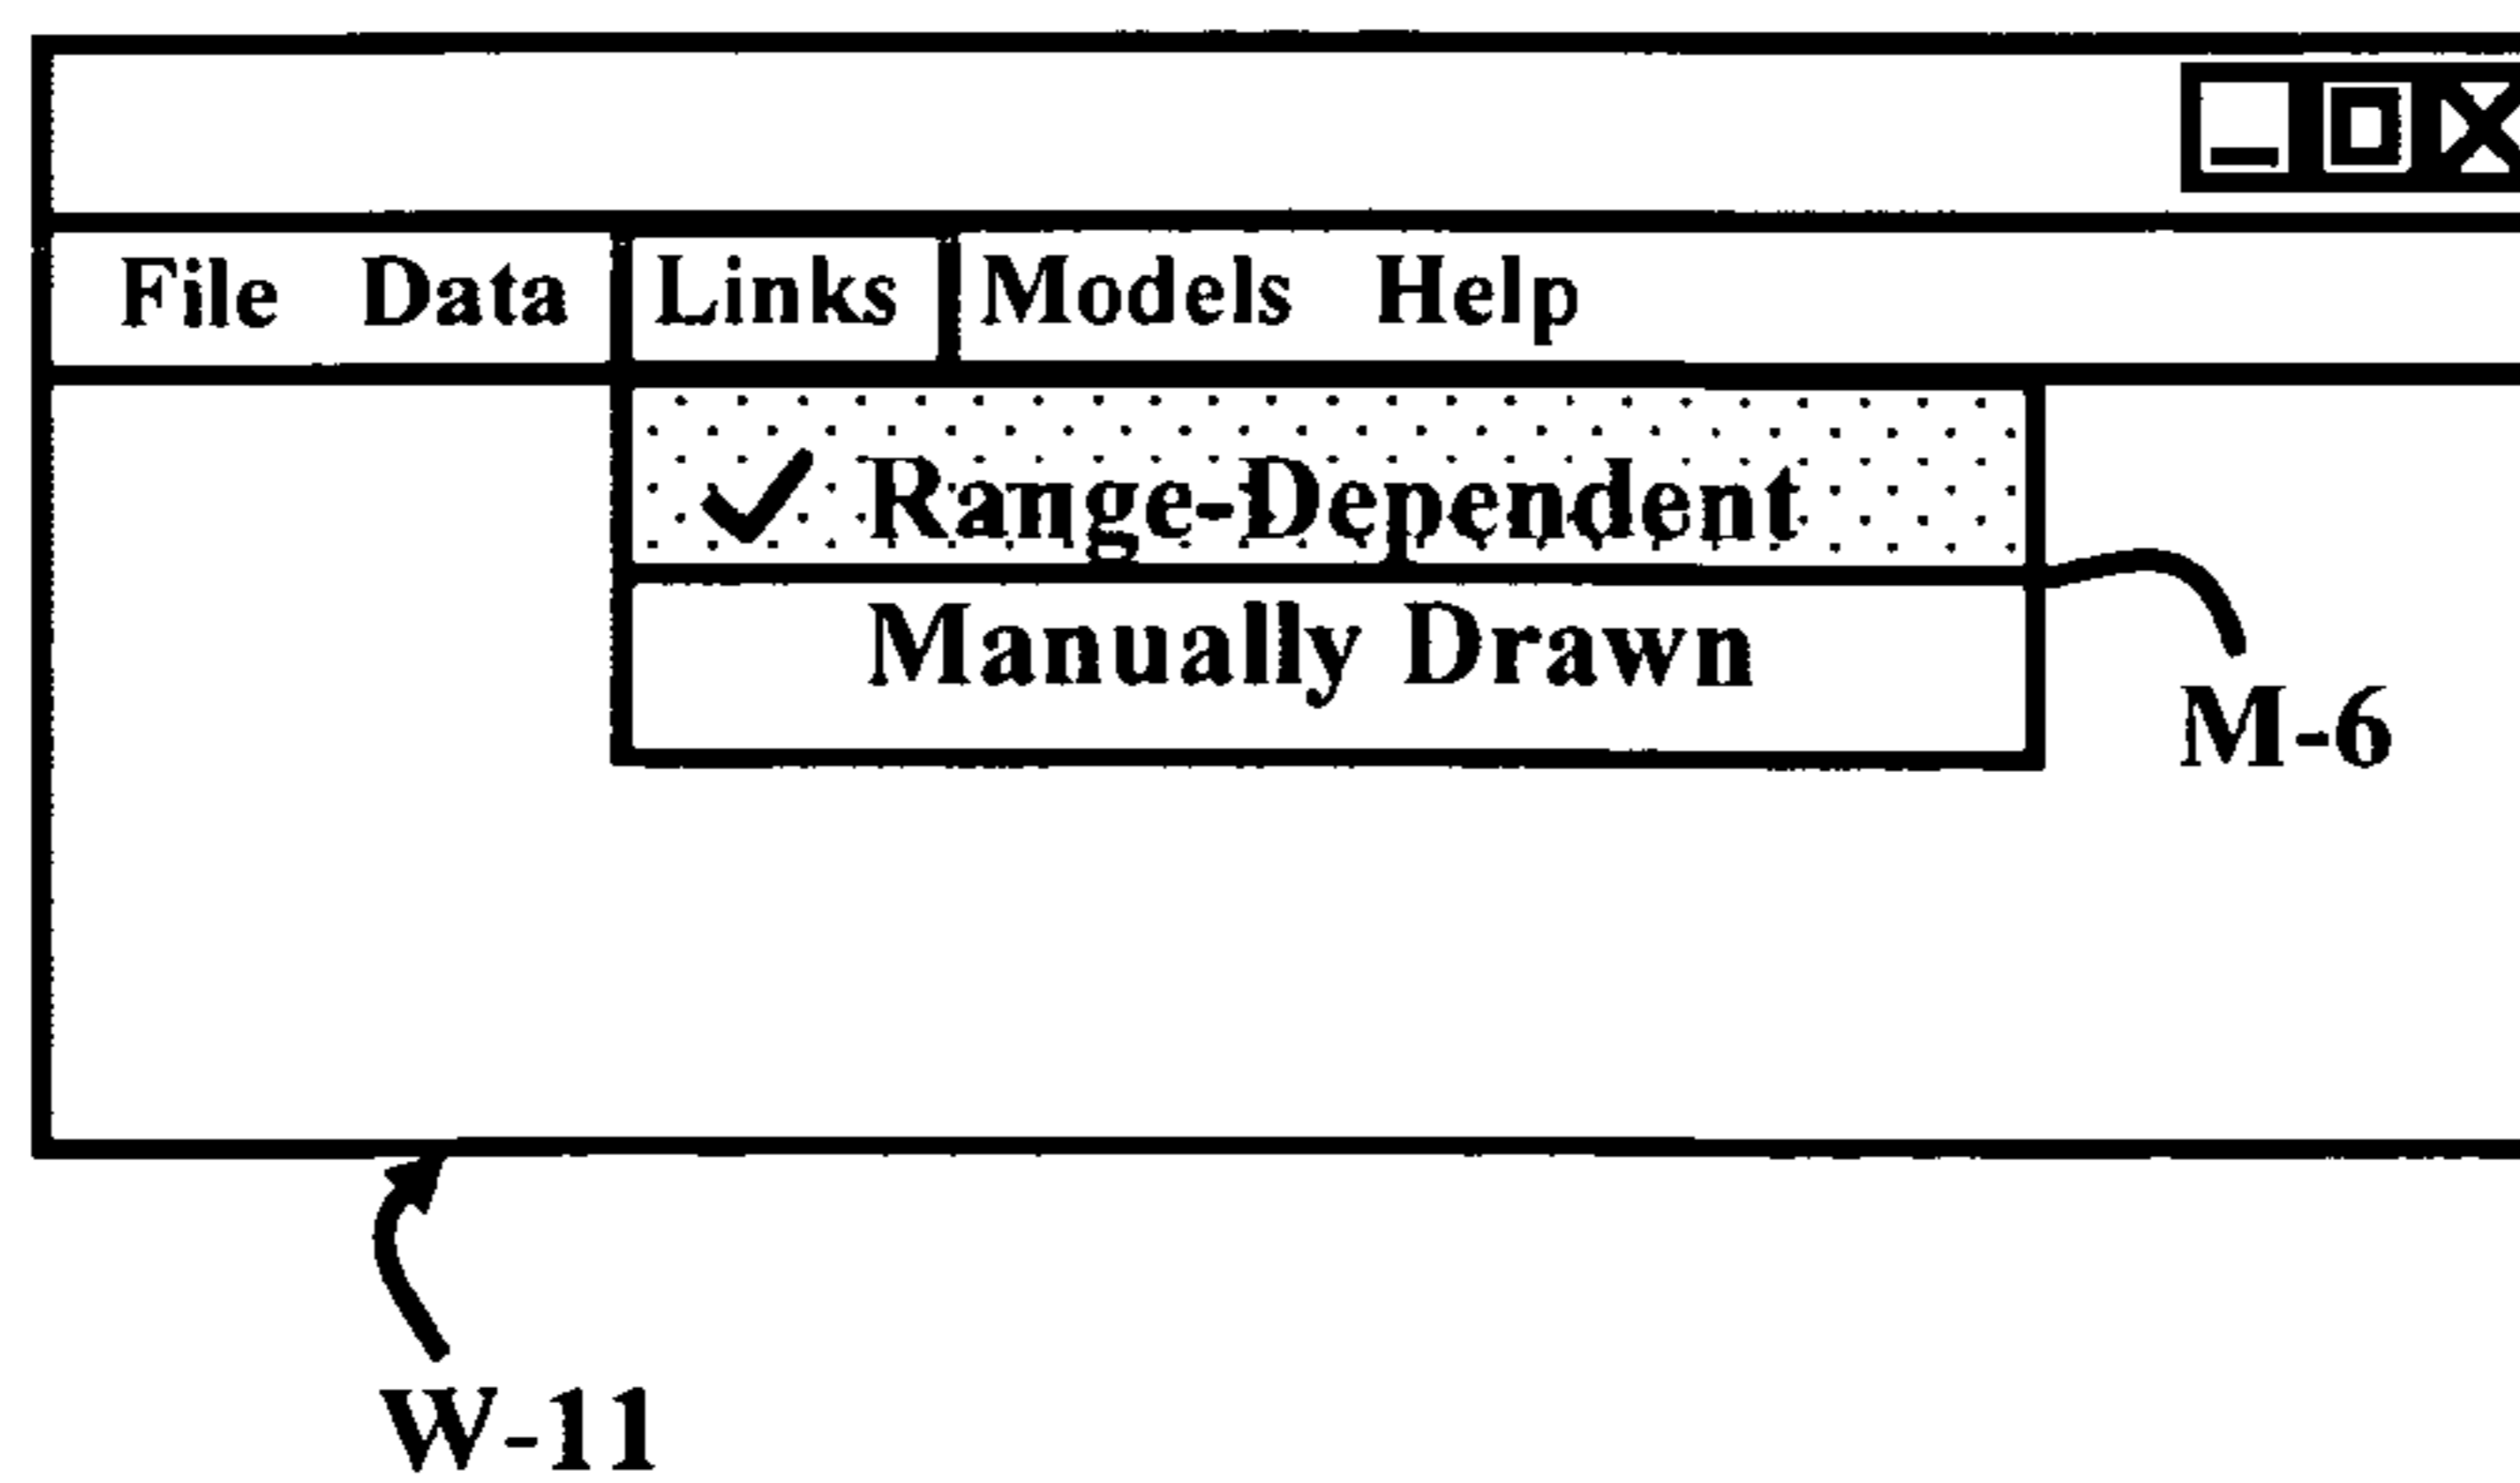 File Data Links Models Help
Range-Dependent
Manually Drawn
M-6
W-11